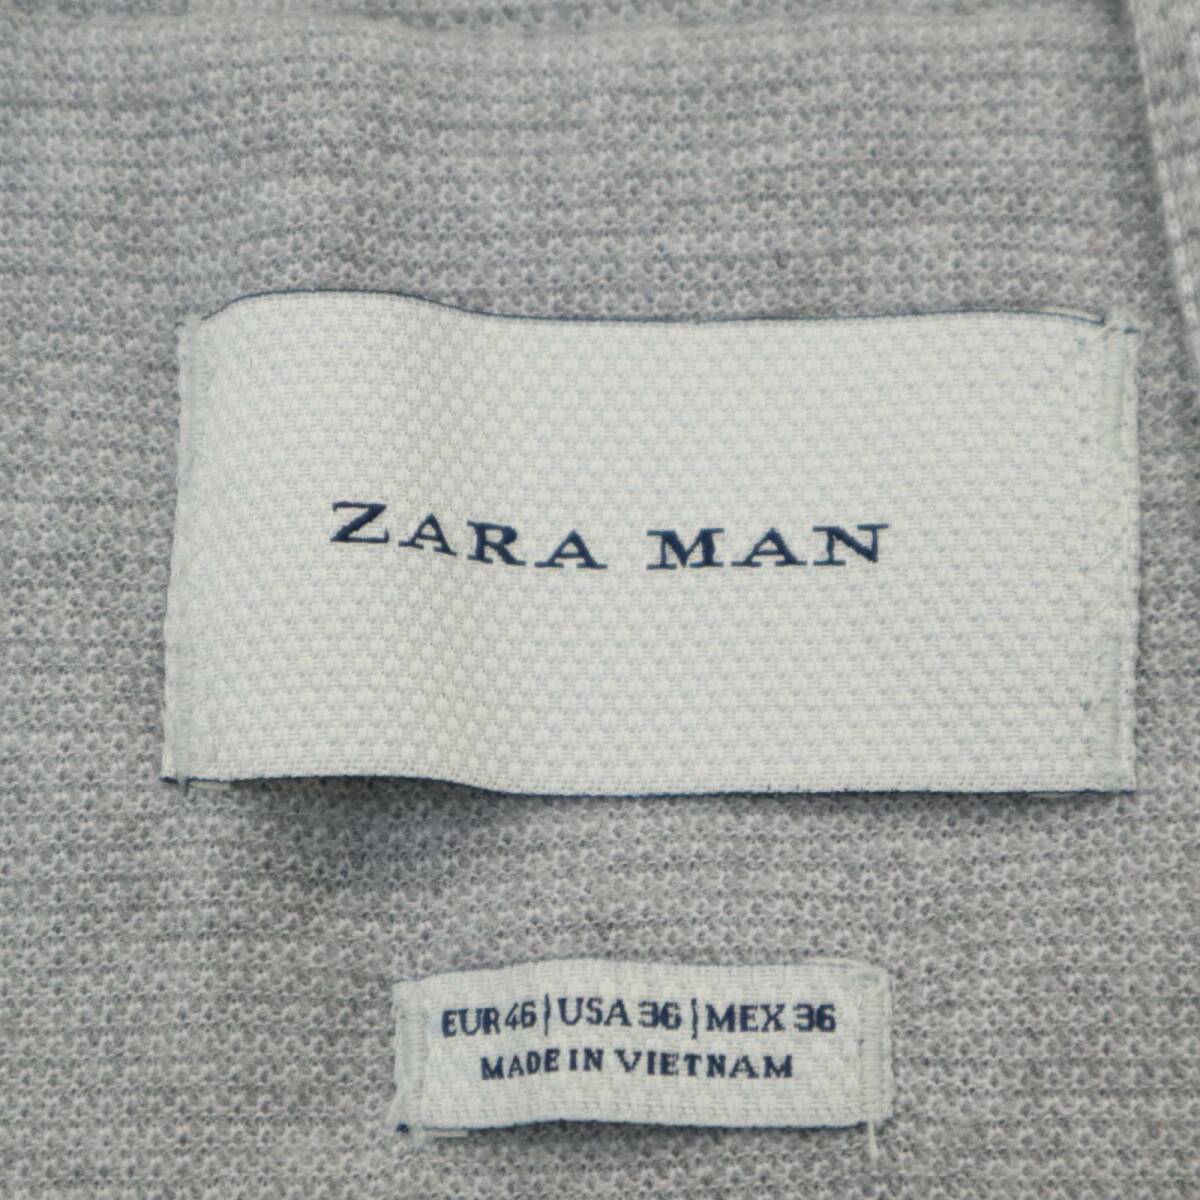 ZARA MAN
EUR 46 | USA 36 | MEX 36
MADE IN VIETNAM